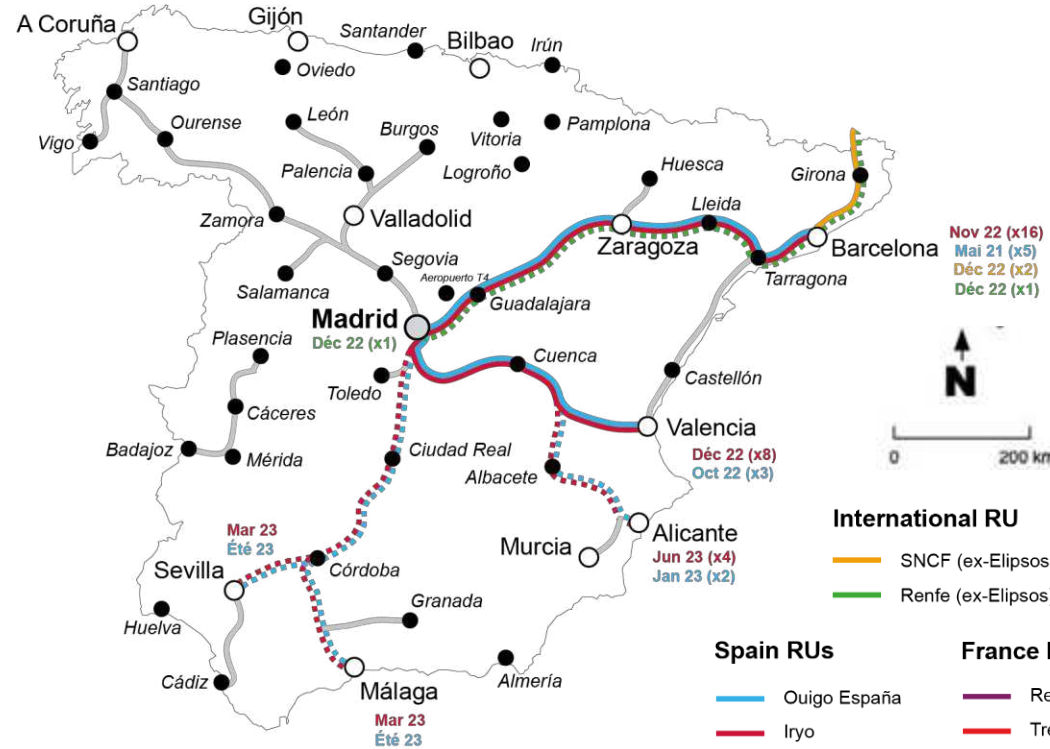 A Coruña
Gijón
Santander
Bilbao
Irún
Oviedo
Santiago
León
Burgos
Vitoria
Pamplona
Vigo
Ourense
Palencia
Logroño
Huesca
Girona
Zamora
Valladolid
Lleida
Zaragoza
Barcelona
Nov 22 (x16)
Mai 21 (x5)
Déc 22 (x2)
Déc 22 (x1)
Segovia
Aeropuerto T4
Tarragona
Salamanca
Guadalajara
Madrid
Déc 22 (x1)
Plasencia
Cuenca
Toledo
Castellón
N
Cáceres
Valencia
Badajoz
Mérida
Ciudad Real
Déc 22 (x8)
Oct 22 (x3)
0 200 km
Albacete
Mar 23
Été 23
Alicante
Jun 23 (x4)
Jan 23 (x2)
Murcia
International RU
SNCF (ex-Elipsos
Renfe (ex-Elipsos)
Sevilla
Córdoba
Granada
Huelva
Cádiz
Málaga
Mar 23
Été 23
Almería
Spain RUs
Ouigo España
Iryo
France
Re
Tre